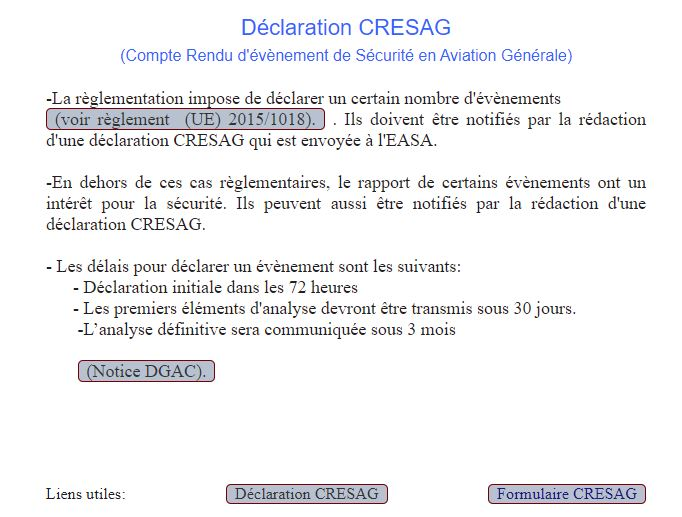 Déclaration CRESAG
(Compte Rendu d'évènement de Sécurité en Aviation Générale)
-La règlementation impose de déclarer un certain nombre d'évènements
(voir règlement (UE) 2015/1018). . Ils doivent être notifiés par la rédaction
d'une déclaration CRESAG qui est envoyée à l'EASA.
-En dehors de ces cas règlementaires, le rapport de certains évènements ont un
intérêt pour la sécurité. Ils peuvent aussi être notifiés par la rédaction d'une
déclaration CRESAG.
- Les délais pour déclarer un évènement sont les suivants:
- Déclaration initiale dans les 72 heures
- Les premiers éléments d'analyse devront être transmis sous 30 jours.
-L’analyse définitive sera communiquée sous 3 mois
(Notice DGAC).
Liens utiles: Déclaration CRESAG Formulaire CRESAG